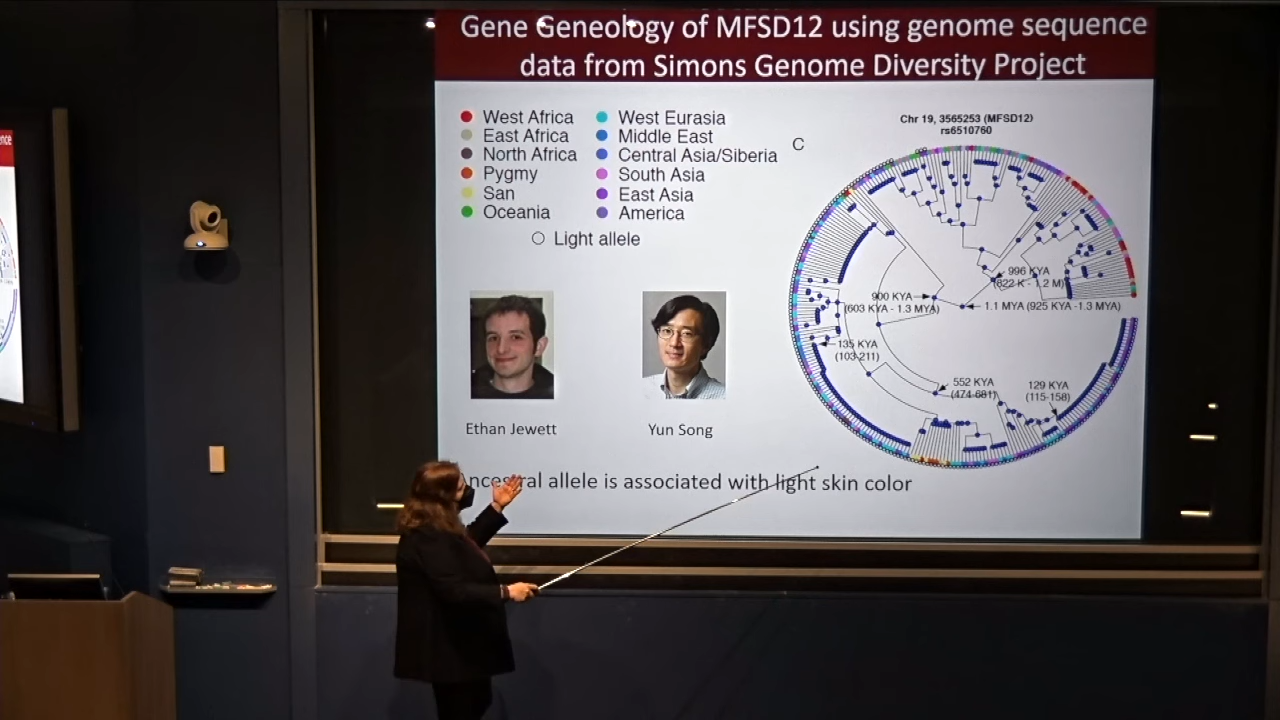 Gene Geneology of MFSD12 using genome sequence
data from Simons Genome Diversity Project
West Africa
East Africa
North Africa
Pygmy
San
Oceania
West Eurasia
Middle East
Central Asia/Siberia
South Asia
East Asia
America
Light allele
C
Chr 19, 3565253 (MFSD12)
rs6510760
996 KYA
(822 K - 1.2 M)
900 KYA
(603 KYA - 1.3 MYA)
1.1 MYA (925 KYA -1.3 MYA)
135 KYA
(103-211)
552 KYA
(474-681)
129 KYA
(115-158)
Ethan Jewett
Yun Song
Ancestral allele is associated with light skin color